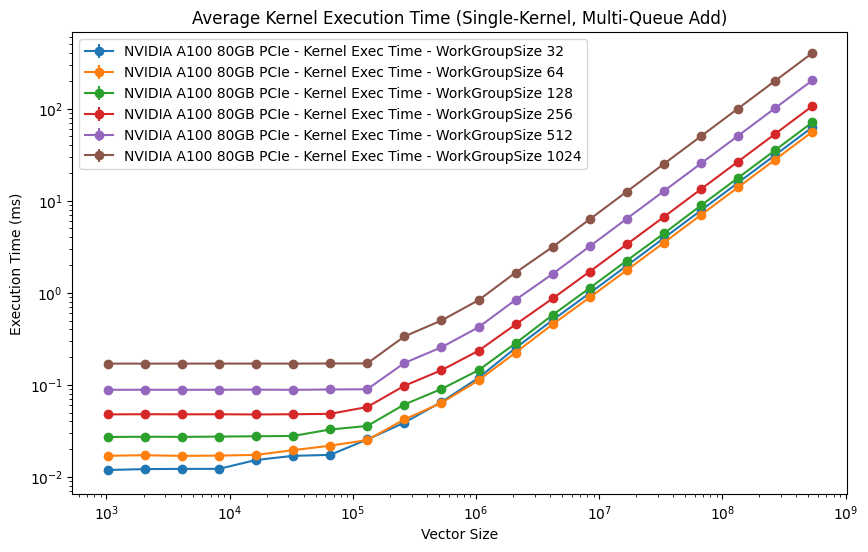 Average Kernel Execution Time (Single-Kernel, Multi-Queue Add)
NVIDIA A100 80GB PCIe - Kernel Exec Time - WorkGroupSize 32
NVIDIA A100 80GB PCIe - Kernel Exec Time - WorkGroupSize 64
NVIDIA A100 80GB PCIe - Kernel Exec Time - WorkGroupSize 128
NVIDIA A100 80GB PCIe - Kernel Exec Time - WorkGroupSize 256
NVIDIA A100 80GB PCIe - Kernel Exec Time - WorkGroupSize 512
NVIDIA A100 80GB PCIe - Kernel Exec Time - WorkGroupSize 1024
Execution Time (ms)
10²
10¹
10⁰
10⁻¹
10⁻²
10³ 10⁴ 10⁵ 10⁶ 10⁷ 10⁸ 10⁹
Vector Size